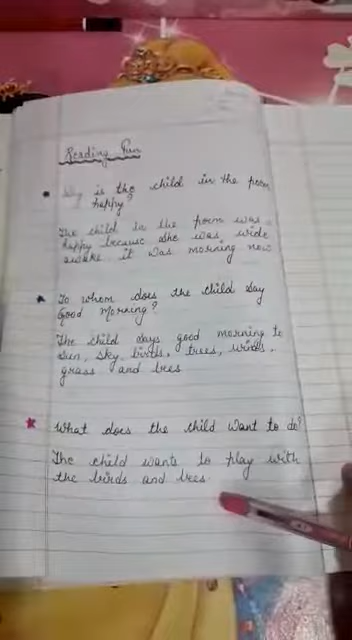 Reading Fun
Why is the child in the poem
happy?
The child in the poem was
happy because she was wide
awake it was morning now
To whom does the child say
Good Morning?
The child says good morning to
sun, sky, birds, trees, winds,
grass and bees
What does the child want to do?
The child wants to play with
the birds and bees.